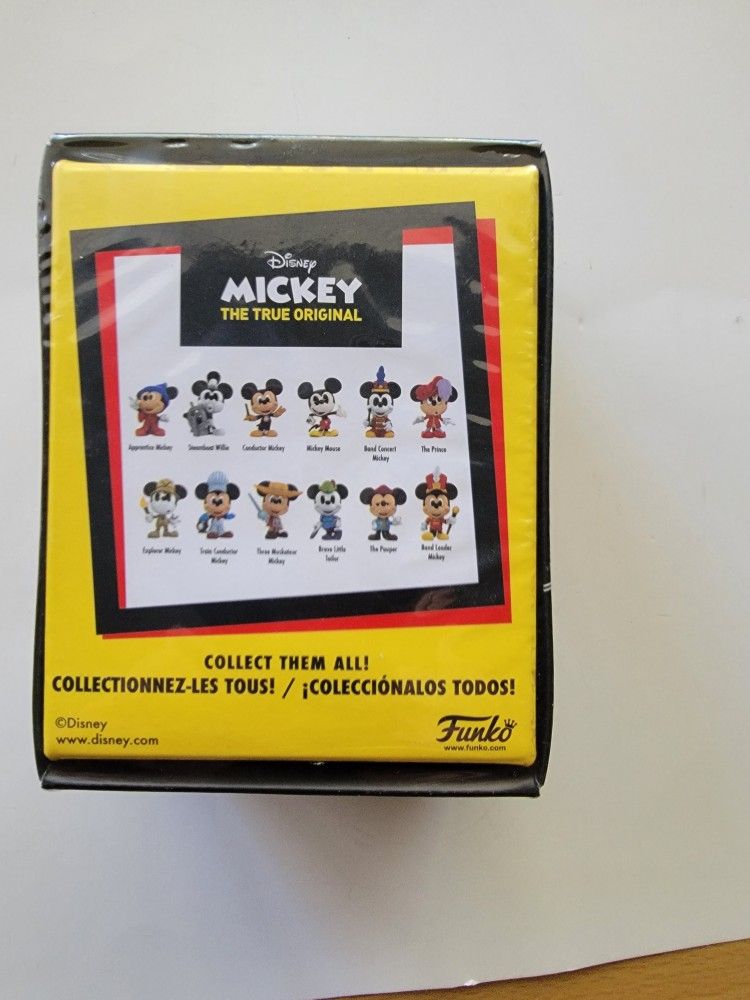 Disney
MICKEY
THE TRUE ORIGINAL
Apprentice Mickey Steamboat Willie Conductor Mickey Mickey Mouse Band Concert Mickey The Prince
Explorer Mickey Train Conductor Mickey Three Musketeer Mickey Brave Little Tailor The Pauper Band Leader Mickey
COLLECT THEM ALL!
COLLECTIONNEZ-LES TOUS! / ¡COLECCIÓNALOS TODOS!
©Disney
www.disney.com
Funko
www.funko.com